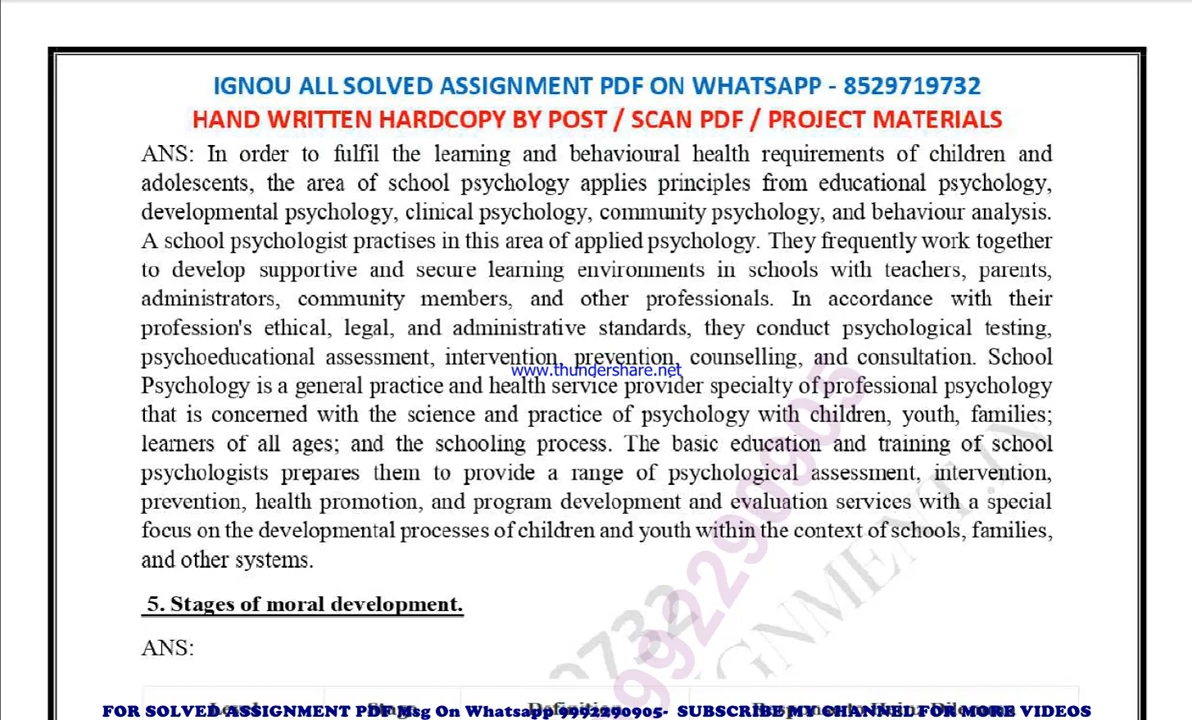 IGNOU ALL SOLVED ASSIGNMENT PDF ON WHATSAPP - 8529719732
HAND WRITTEN HARDCOPY BY POST / SCAN PDF / PROJECT MATERIALS
ANS: In order to fulfil the learning and behavioural health requirements of children and
adolescents, the area of school psychology applies principles from educational psychology,
developmental psychology, clinical psychology, community psychology, and behaviour analysis.
A school psychologist practises in this area of applied psychology. They frequently work together
to develop supportive and secure learning environments in schools with teachers, parents,
administrators, community members, and other professionals. In accordance with their
profession's ethical, legal, and administrative standards, they conduct psychological testing,
psychoeducational assessment, intervention, prevention, counselling, and consultation. School
www.thundershare.net
Psychology is a general practice and health service provider specialty of professional psychology
that is concerned with the science and practice of psychology with children, youth, families;
learners of all ages; and the schooling process. The basic education and training of school
psychologists prepares them to provide a range of psychological assessment, intervention,
prevention, health promotion, and program development and evaluation services with a special
focus on the developmental processes of children and youth within the context of schools, families,
and other systems.
5. Stages of moral development.
ANS:
Level Stage Definition
FOR SOLVED ASSIGNMENT PDF Msg On Whatsapp 9992290905- SUBSCRIBE MY CHANNEL FOR MORE VIDEOS